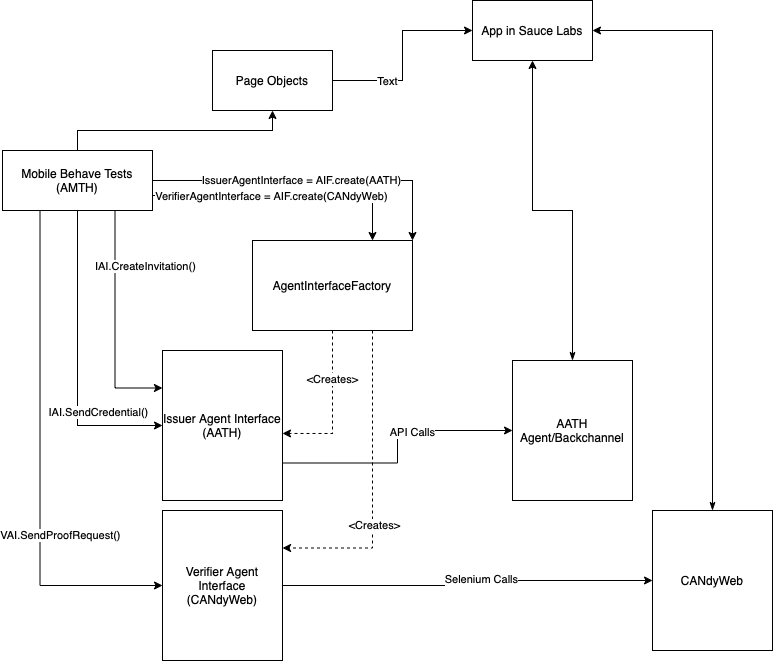 App in Sauce Labs
Page Objects
Text
Mobile Behave Tests
(AMTH)
IssuerAgentInterface = AIF.create(AATH)
VerifierAgentInterface = AIF.create(CANdyWeb)
IAI.CreateInvitation()
AgentInterfaceFactory
<Creates>
IAI.SendCredential()
Issuer Agent Interface
(AATH)
API Calls
AATH
Agent/Backchannel
<Creates>
VAI.SendProofRequest()
Verifier Agent
Interface
(CANdyWeb)
Selenium Calls
CANdyWeb